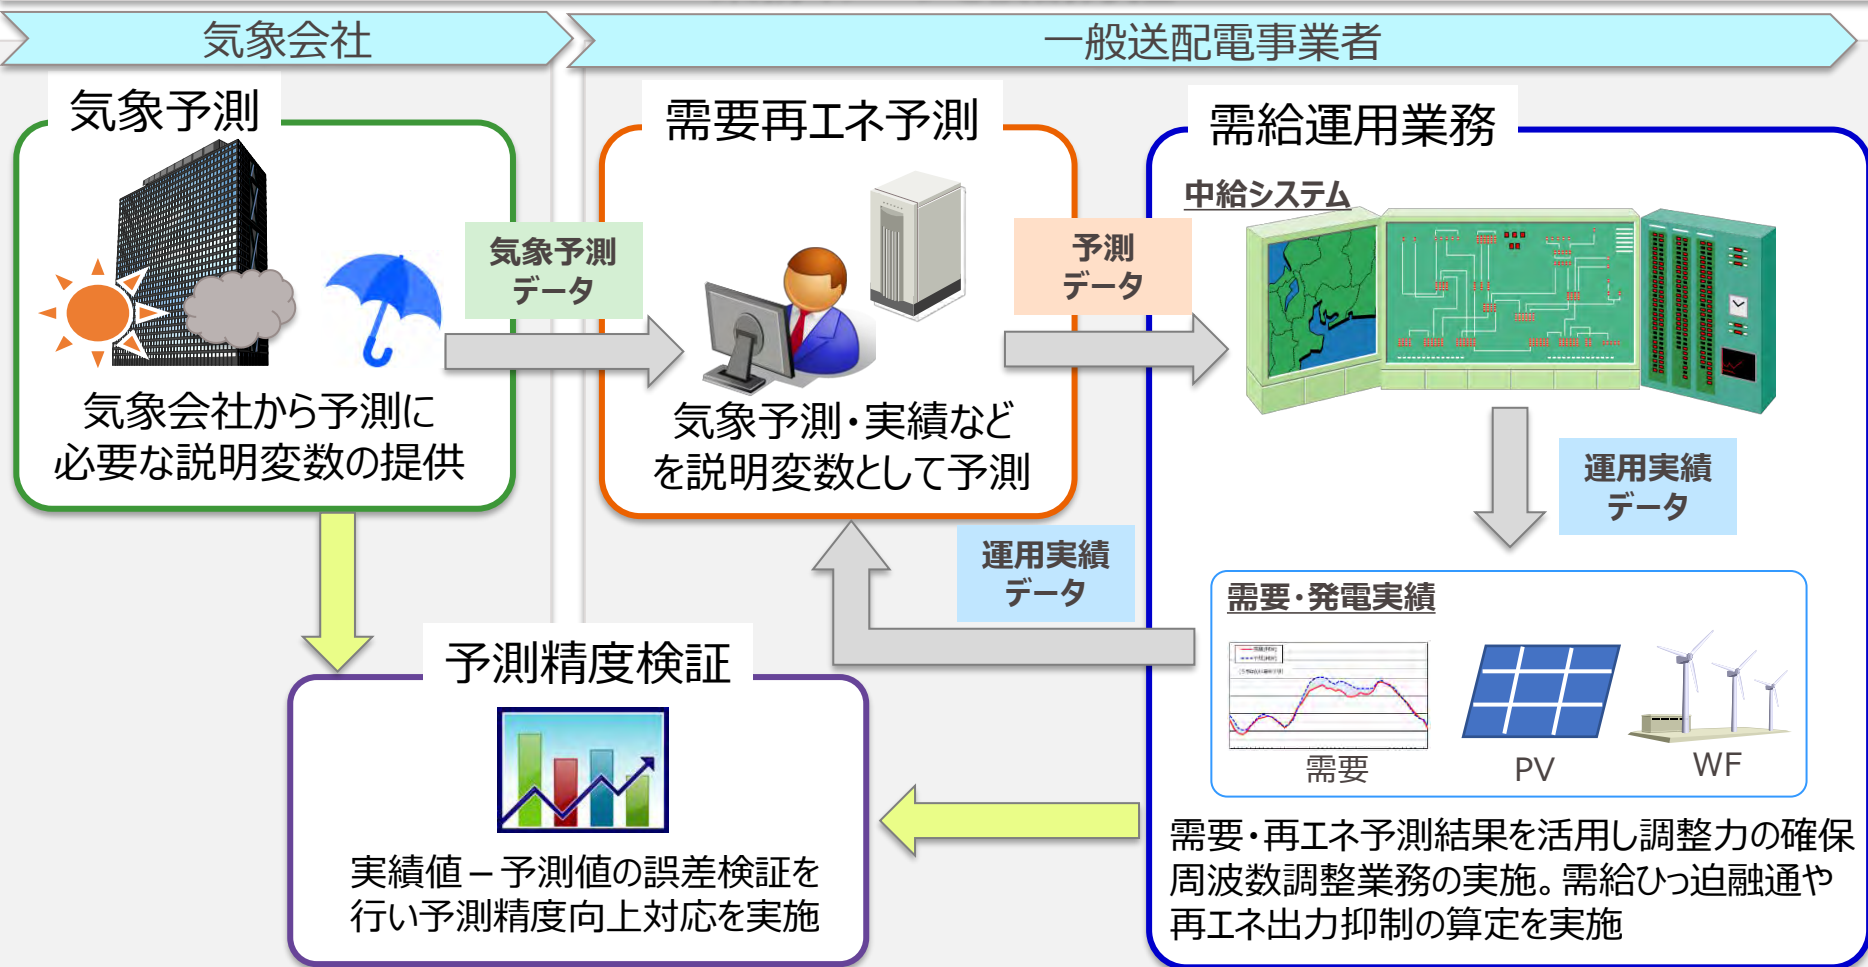 気象会社
一般送配電事業者
気象予測
気象予測
データ
気象会社から予測に
必要な説明変数の提供
需要再エネ予測
予測
データ
気象予測・実績など
を説明変数として予測
需給運用業務
中給システム
運用実績
データ
運用実績
データ
需要・発電実績
需要
PV
WF
需要・再エネ予測結果を活用し調整力の確保
周波数調整業務の実施。需給ひっ迫融通や
再エネ出力抑制の算定を実施
予測精度検証
実績値－予測値の誤差検証を
行い予測精度向上対応を実施